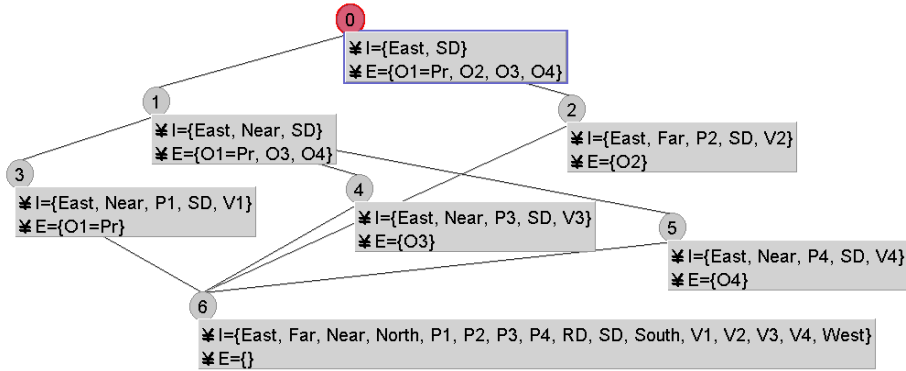 0
¥ I={East, SD}
¥ E={O1=Pr, O2, O3, O4}
1
¥ I={East, Near, SD}
¥ E={O1=Pr, O3, O4}
2
¥ I={East, Far, P2, SD, V2}
¥ E={O2}
3
¥ I={East, Near, P1, SD, V1}
¥ E={O1=Pr}
4
¥ I={East, Near, P3, SD, V3}
¥ E={O3}
5
¥ I={East, Near, P4, SD, V4}
¥ E={O4}
6
¥ I={East, Far, Near, North, P1, P2, P3, P4, RD, SD, South, V1, V2, V3, V4, West}
¥ E={}